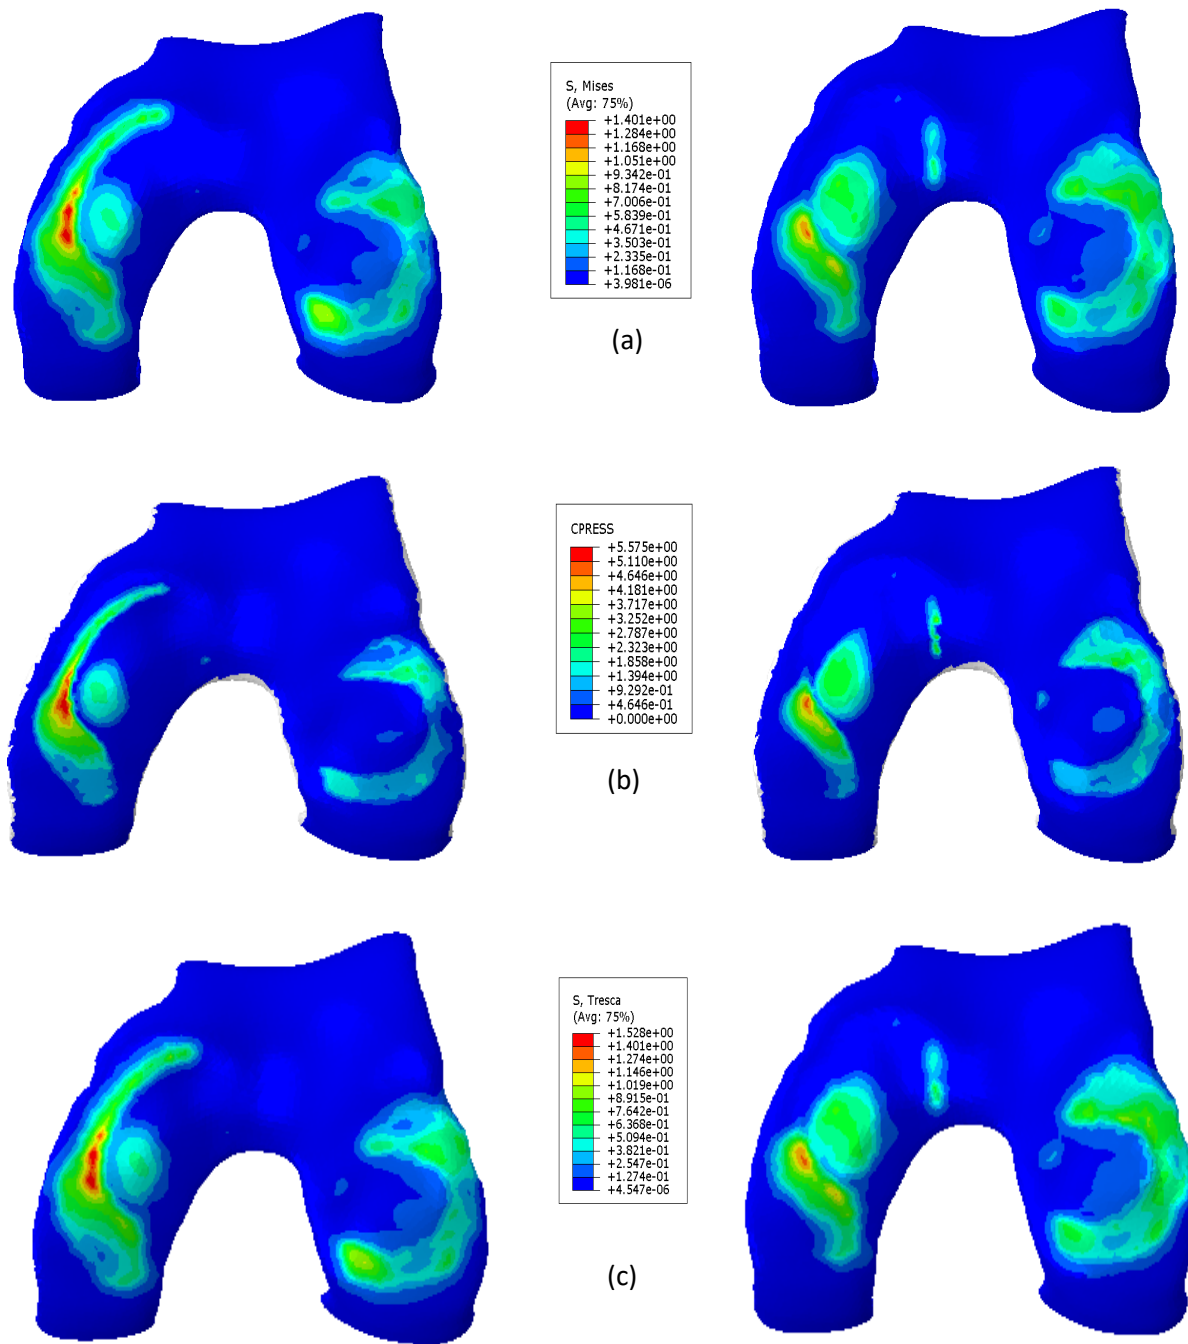 S, Mises
(Avg: 75%)
+1.401e+00
+1.284e+00
+1.168e+00
+1.051e+00
+9.342e-01
+8.174e-01
+7.006e-01
+5.839e-01
+4.671e-01
+3.503e-01
+2.335e-01
+1.168e-01
+3.981e-06
(a)
CPRESS
+5.575e+00
+5.110e+00
+4.646e+00
+4.181e+00
+3.717e+00
+3.252e+00
+2.787e+00
+2.323e+00
+1.858e+00
+1.394e+00
+9.292e-01
+4.646e-01
+0.000e+00
(b)
S, Tresca
(Avg: 75%)
+1.528e+00
+1.401e+00
+1.274e+00
+1.146e+00
+1.019e+00
+8.915e-01
+7.642e-01
+6.368e-01
+5.094e-01
+3.821e-01
+2.547e-01
+1.274e-01
+4.547e-06
(c)